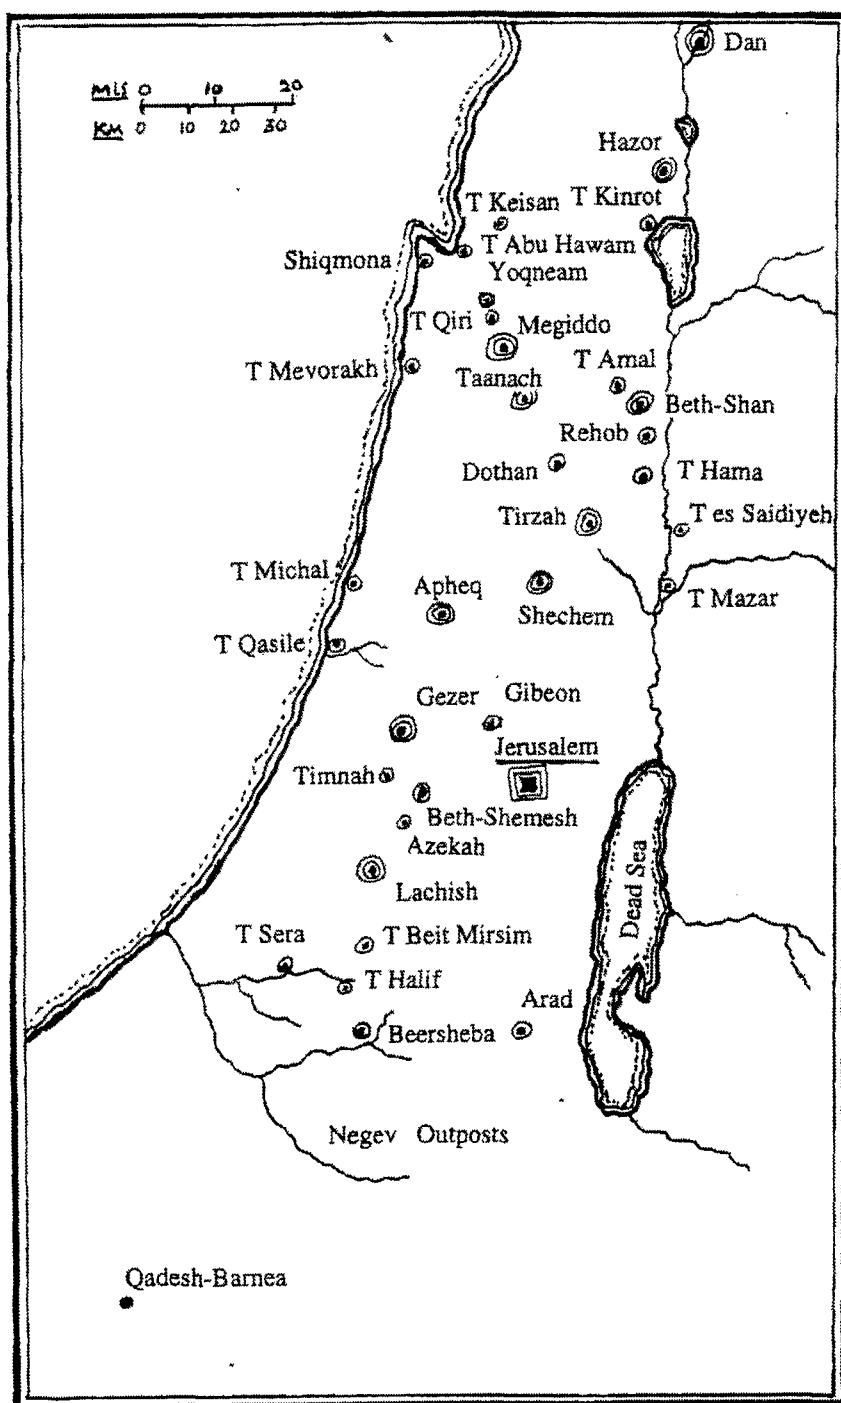 Dan
MLS 0 10 20
KM 0 10 20 30
Hazor
T Keisan T Kinrot
T Abu Hawam
Shiqmona
Yoqneam
T Qiri Megiddo
T Mevorakh Taanach T Amal
Beth-Shan
Rehob
Dothan T Hama
Tirzah T es Saidiyeh
T Michal
Apheq Shechem T Mazar
T Qasile
Gezer Gibeon
Jerusalem
Timnah
Beth-Shemesh
Azekah
Lachish
Dead Sea
T Sera T Beit Mirsim
T Halif
Arad
Beersheba
Negev Outposts
Qadesh-Barnea